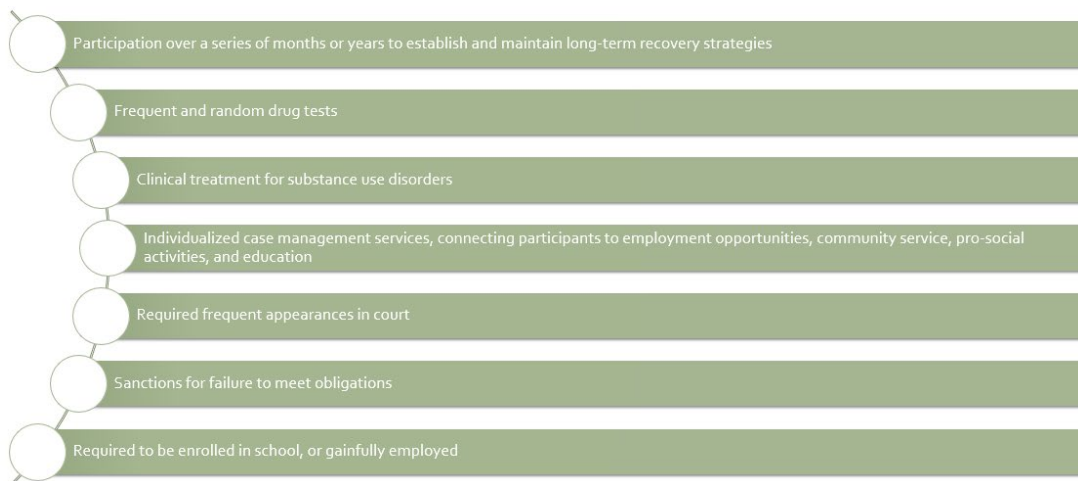 Participation over a series of months or years to establish and maintain long-term recovery strategies
Frequent and random drug tests
Clinical treatment for substance use disorders
Individualized case management services, connecting participants to employment opportunities, community service, pro-social
activities, and education
Required frequent appearances in court
Sanctions for failure to meet obligations
Required to be enrolled in school, or gainfully employed